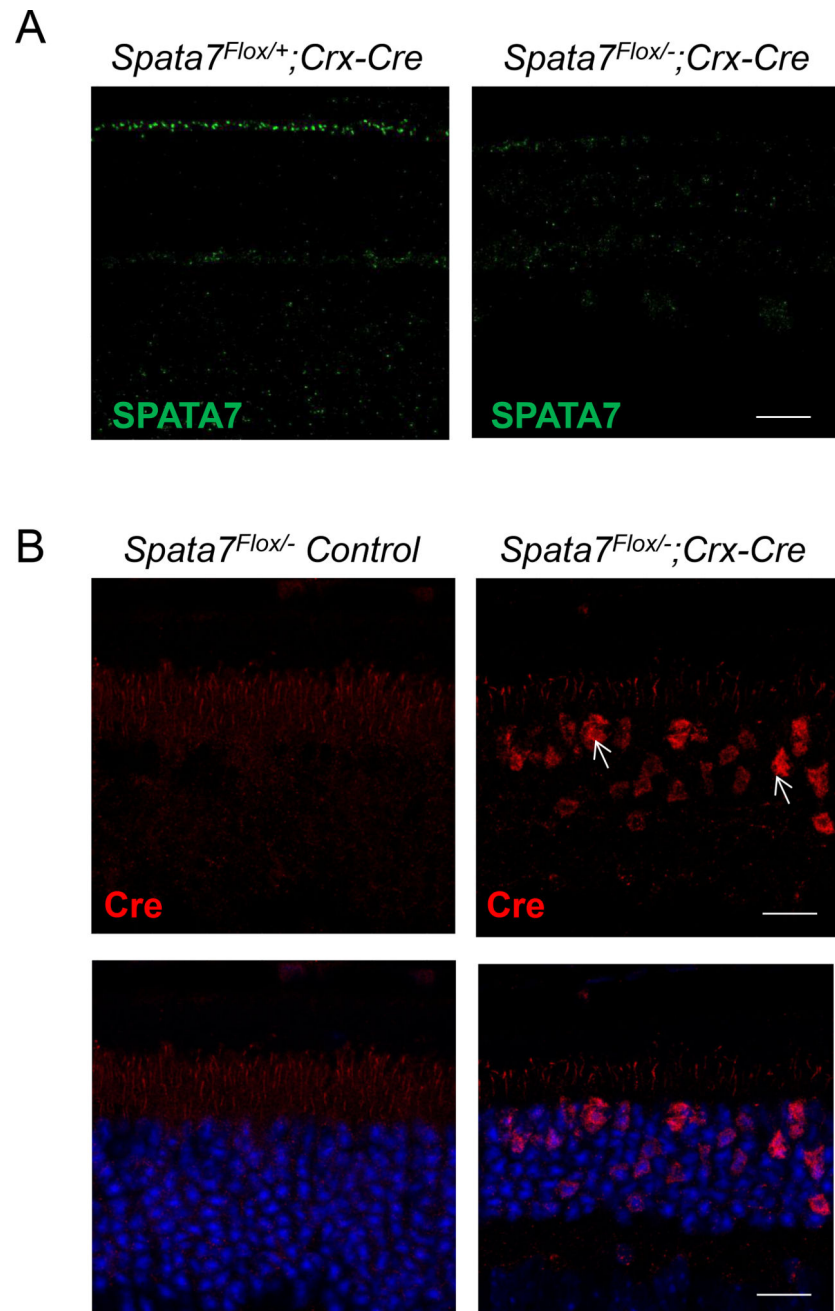 A
Spata7Flox/+;Crx-Cre
Spata7Flox/-;Crx-Cre
SPATA7
SPATA7
B
Spata7Flox/- Control
Spata7Flox/-;Crx-Cre
Cre
Cre